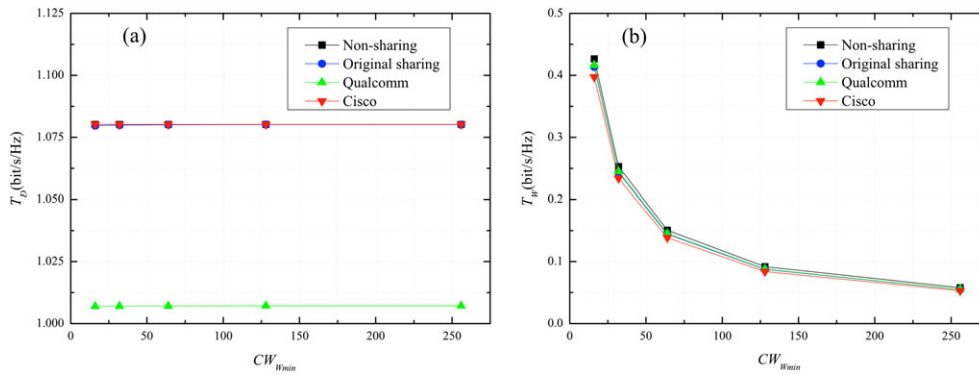 (a)
Non-sharing
Original sharing
Qualcomm
Cisco
1.125
1.100
1.075
1.050
1.025
1.000
T_D(bit/s/Hz)
0 50 100 150 200 250
CW_Wmin
(b)
Non-sharing
Original sharing
Qualcomm
Cisco
0.5
0.4
0.3
0.2
0.1
0.0
T_W(bit/s/Hz)
0 50 100 150 200 250
CW_Wmin